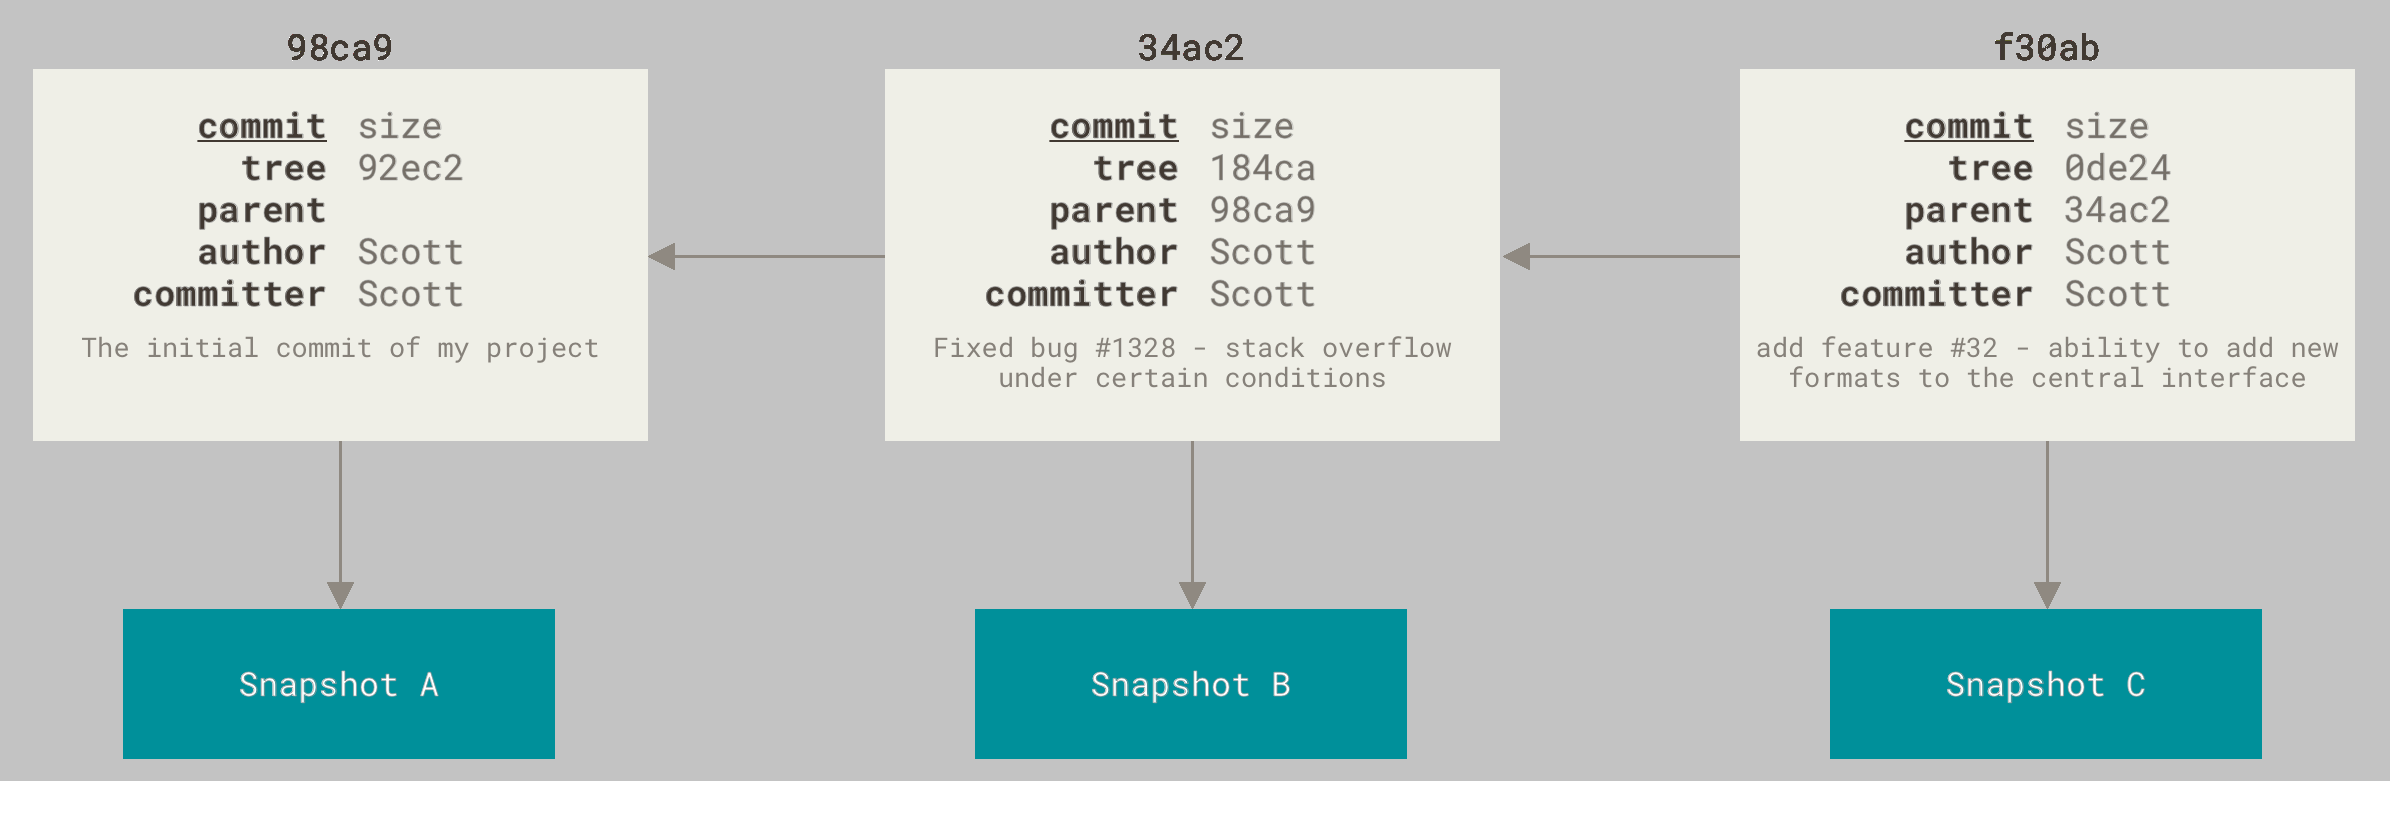 98ca9
commit size
tree 92ec2
parent
author Scott
committer Scott
The initial commit of my project
Snapshot A
34ac2
commit size
tree 184ca
parent 98ca9
author Scott
committer Scott
Fixed bug #1328 - stack overflow
under certain conditions
Snapshot B
f30ab
commit size
tree 0de24
parent 34ac2
author Scott
committer Scott
add feature #32 - ability to add new
formats to the central interface
Snapshot C